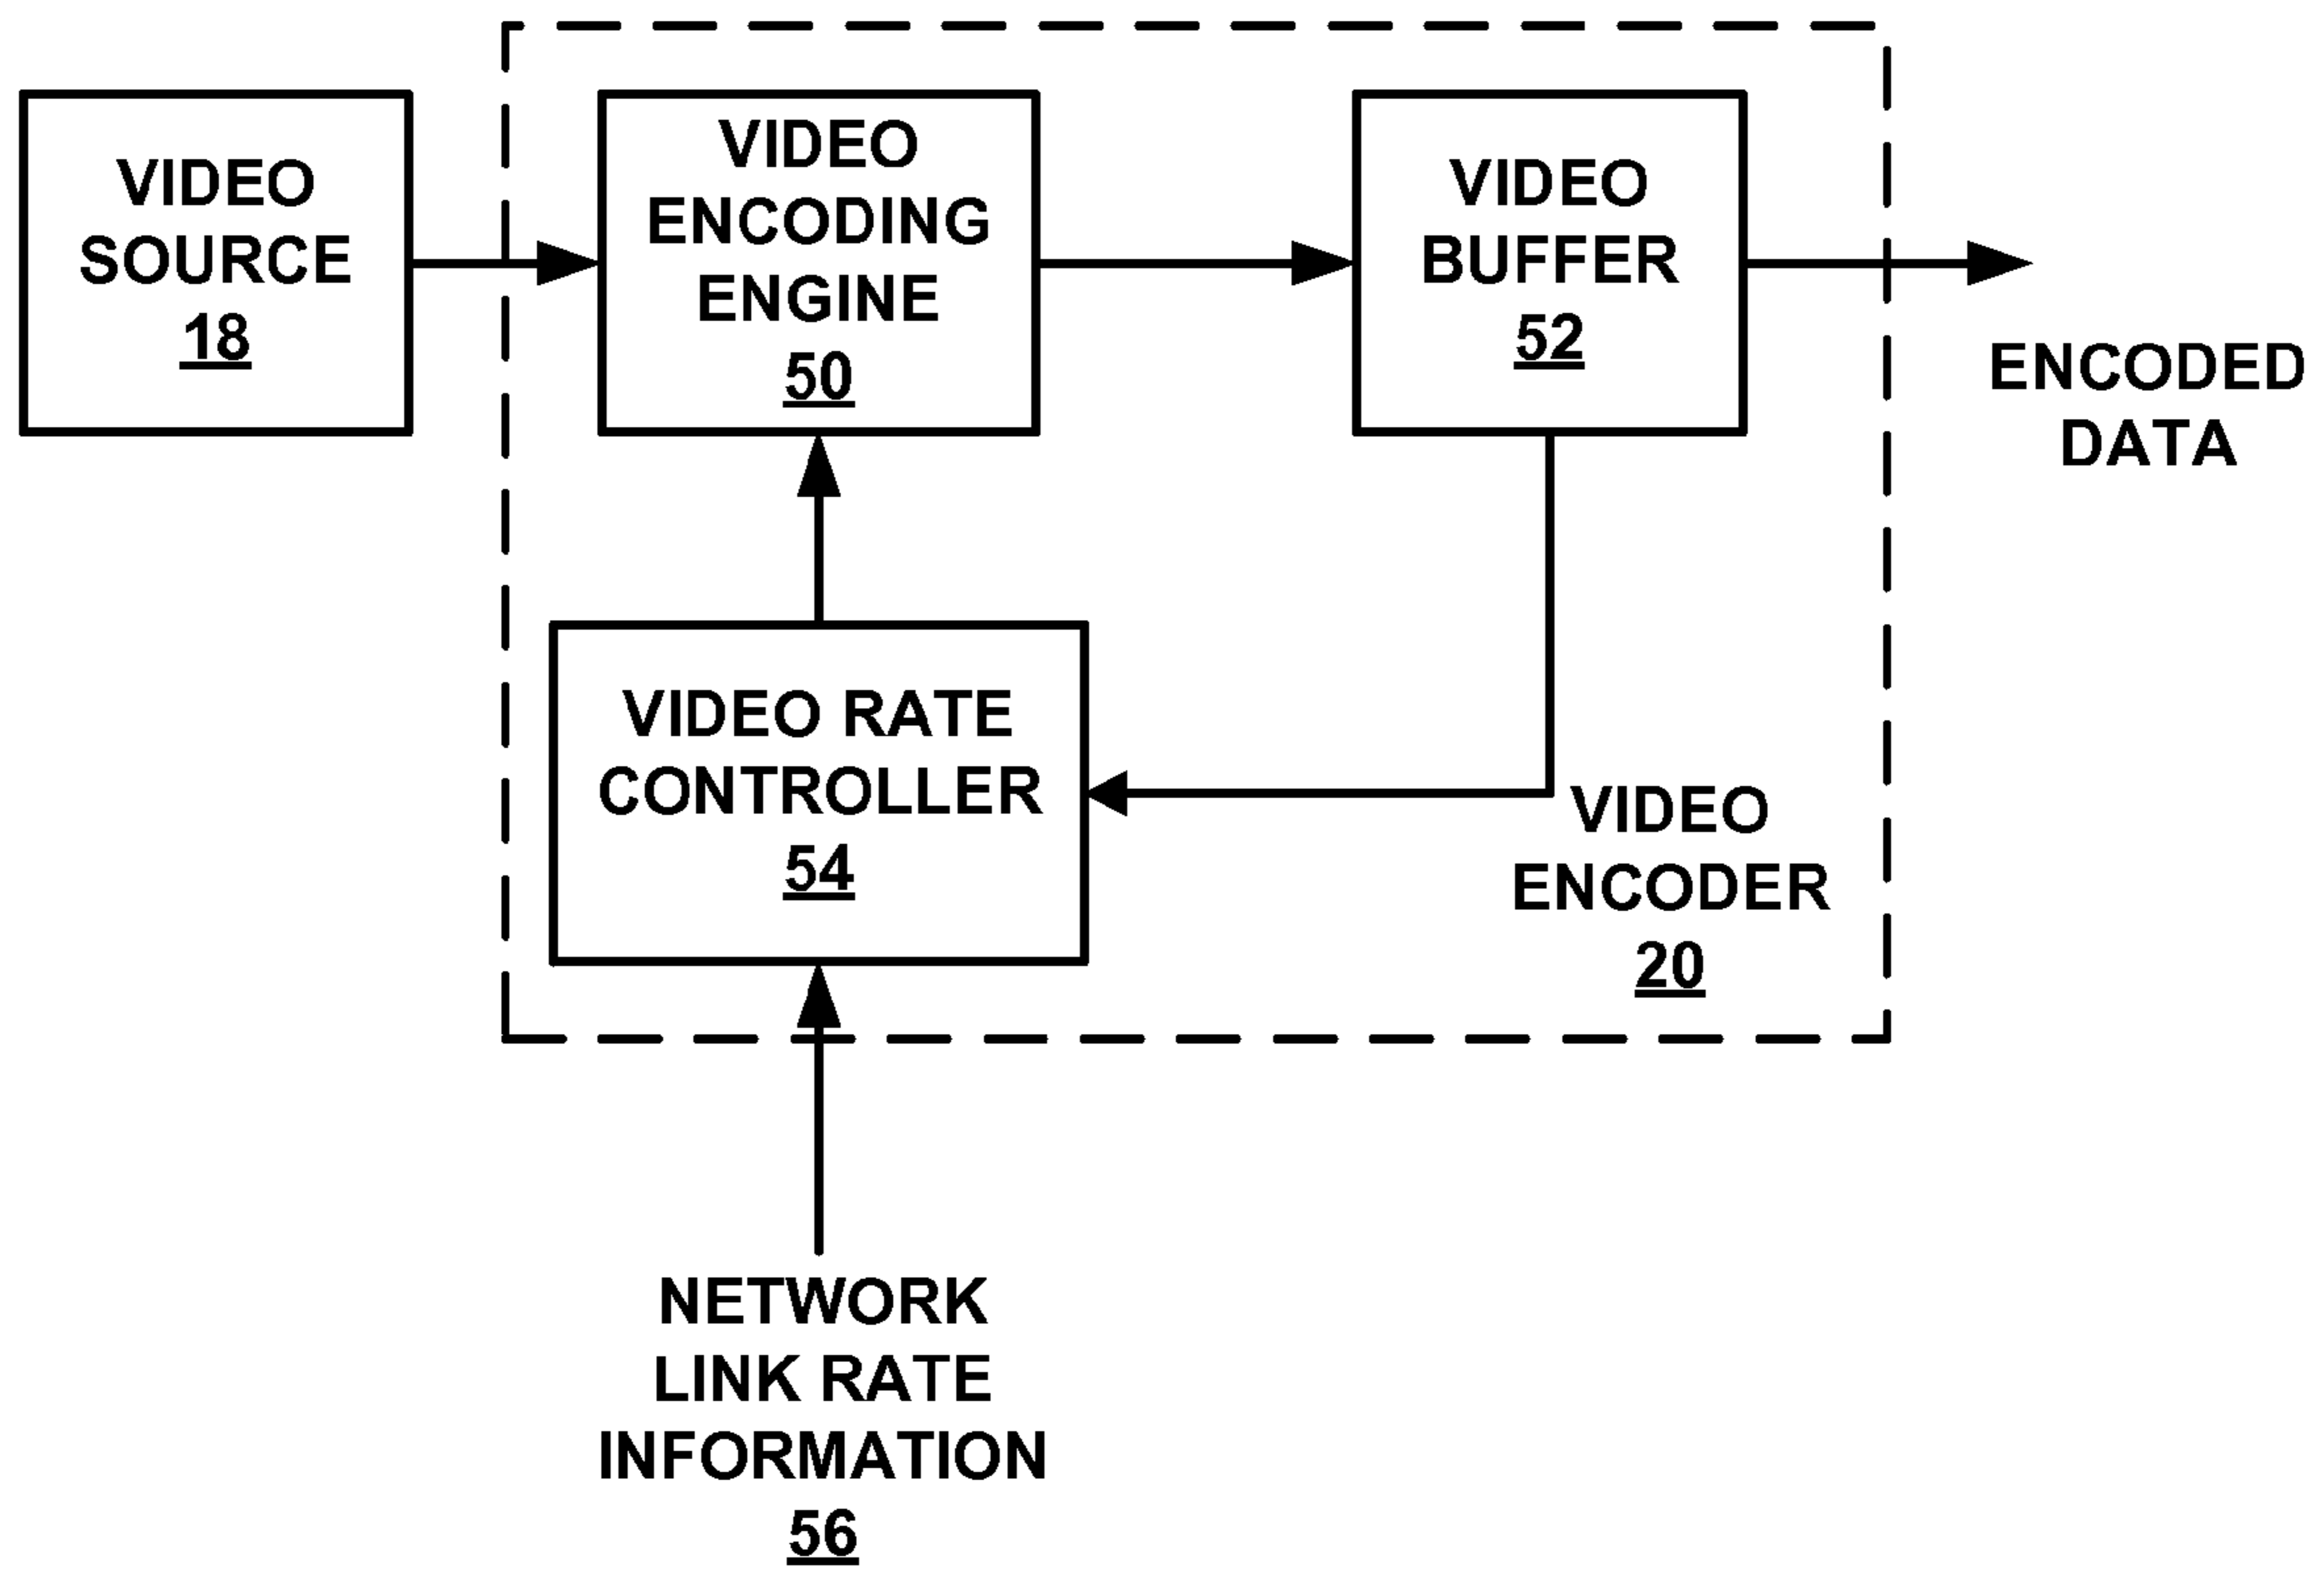 VIDEO
SOURCE
18
VIDEO
ENCODING
ENGINE
50
VIDEO
BUFFER
52
ENCODED
DATA
VIDEO RATE
CONTROLLER
54
VIDEO
ENCODER
20
NETWORK
LINK RATE
INFORMATION
56